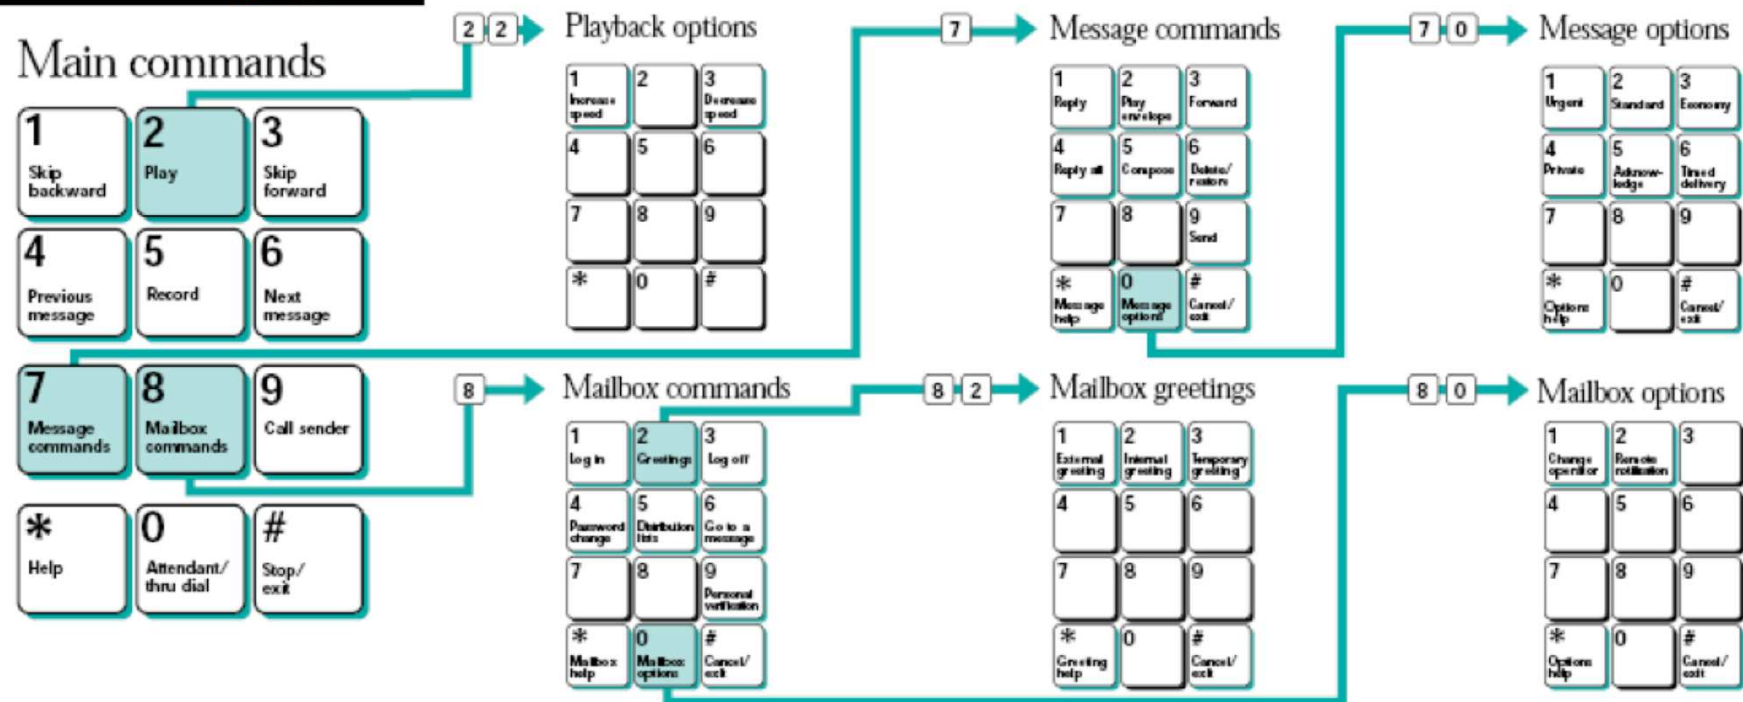 Main commands
1
Skip
backward
2
Play
3
Skip
forward
4
Previous
message
5
Record
6
Next
message
7
Message
commands
8
Mailbox
commands
9
Call sender
*
Help
0
Attendant/
thru dial
#
Stop/
exit
2 2
Playback options
1
Increase
speed
2
3
Decrease
speed
4
5
6
7
8
9
*
0
#
7
Message commands
1
Reply
2
Play
envelope
3
Forward
4
Reply all
5
Compose
6
Delete/
restore
7
8
9
Send
*
Message
help
0
Message
options
#
Cancel/
exit
7 0
Message options
1
Urgent
2
Standard
3
Economy
4
Private
5
Acknow-
ledge
6
Timed
delivery
7
8
9
*
Options
help
0
#
Cancel/
exit
8
Mailbox commands
1
Log in
2
Greetings
3
Log off
4
Password
change
5
Distribution
lists
6
Go to a
message
7
8
9
Personal
verification
*
Mailbox
help
0
Mailbox
options
#
Cancel/
exit
8 2
Mailbox greetings
1
External
greeting
2
Internal
greeting
3
Temporary
greeting
4
5
6
7
8
9
*
Greeting
help
0
#
Cancel/
exit
8 0
Mailbox options
1
Change
operator
2
Remote
notification
3
4
5
6
7
8
9
*
Options
help
0
#
Cancel/
exit